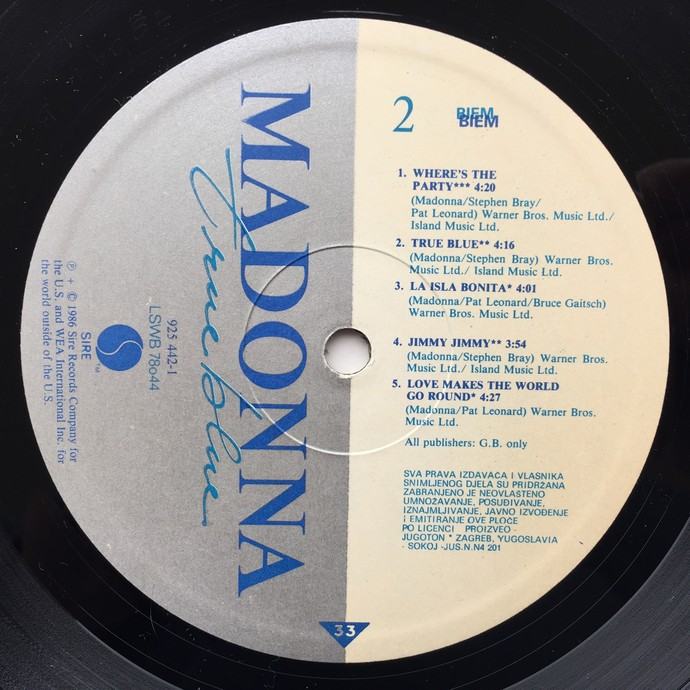 MADONNA
True blue
925 442-1
LSWB 78044
SIRE™
℗ + © 1986 Sire Records Company for
the U.S. and WEA International Inc. for
the world outside of the U.S.
2
BIEM
BIEM
1. WHERE'S THE
PARTY*** 4:20
(Madonna/Stephen Bray/
Pat Leonard) Warner Bros. Music Ltd./
Island Music Ltd.
2. TRUE BLUE** 4:16
(Madonna/Stephen Bray) Warner Bros.
Music Ltd./ Island Music Ltd.
3. LA ISLA BONITA* 4:01
(Madonna/Pat Leonard/Bruce Gaitsch)
Warner Bros. Music Ltd.
4. JIMMY JIMMY** 3:54
(Madonna/Stephen Bray) Warner Bros.
Music Ltd./ Island Music Ltd.
5. LOVE MAKES THE WORLD
GO ROUND* 4:27
(Madonna/Pat Leonard) Warner Bros.
Music Ltd.
All publishers: G.B. only
SVA PRAVA IZDAVAČA I VLASNIKA
SNIMLJENOG DJELA SU PRIDRŽANA
ZABRANJENO JE NEOVLAŠTENO
UMNOŽAVANJE, POSUĐIVANJE,
IZNAJMLJIVANJE, JAVNO IZVOĐENJE
I EMITIRANJE OVE PLOČE
PO LICENCI PROIZVEO -
JUGOTON * ZAGREB, YUGOSLAVIA
- SOKOJ -JUS.N.N4 201
33